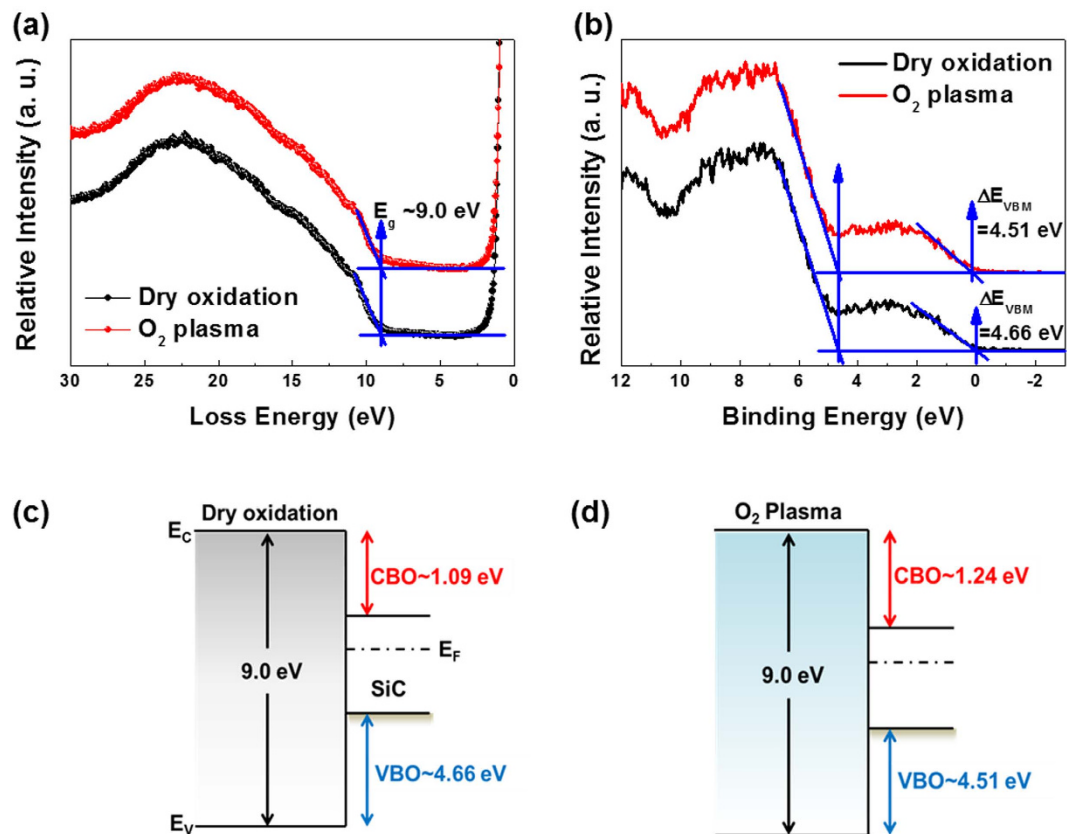 (a)
Relative Intensity (a. u.)
E_g ~9.0 eV
Dry oxidation
O₂ plasma
30 25 20 15 10 5 0
Loss Energy (eV)
(b)
Relative Intensity (a. u.)
Dry oxidation
O₂ plasma
ΔE_VBM
=4.51 eV
ΔE_VBM
=4.66 eV
12 10 8 6 4 2 0 -2
Binding Energy (eV)
(c)
Dry oxidation
E_C
CBO~1.09 eV
E_F
9.0 eV
SiC
VBO~4.66 eV
E_V
(d)
O₂ Plasma
CBO~1.24 eV
9.0 eV
VBO~4.51 eV